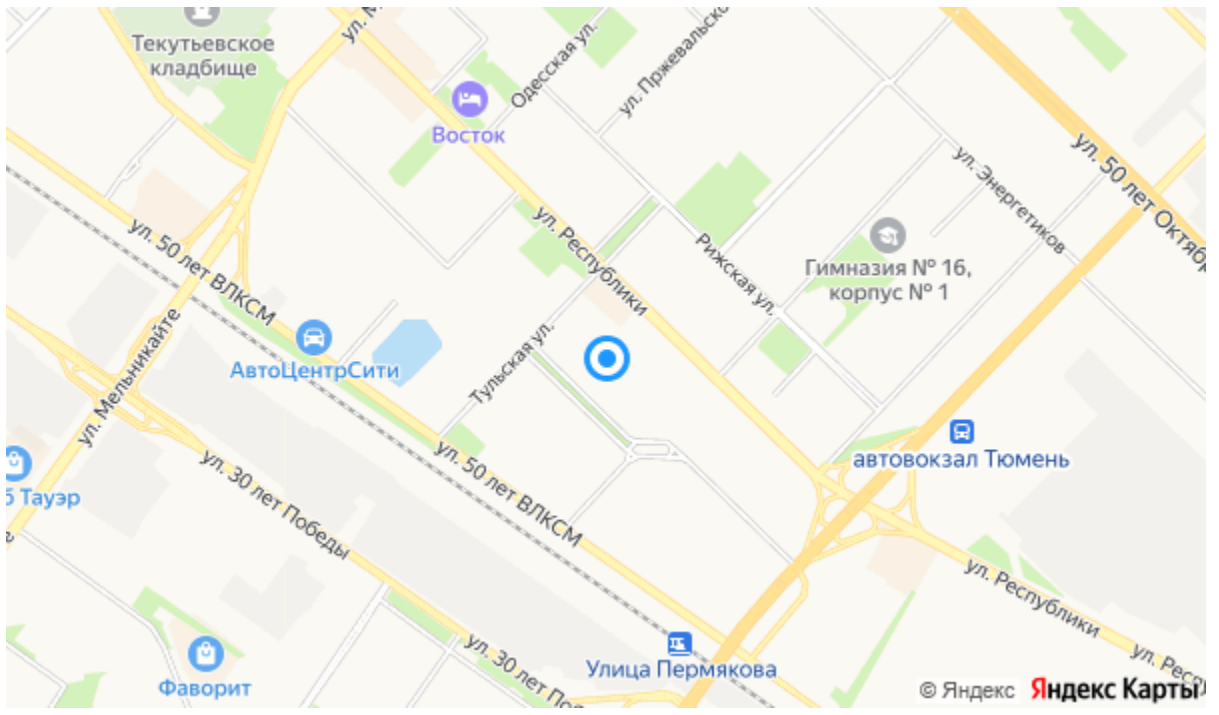 ул. М
Текутьевское
кладбище
Одесская ул.
ул. Пржевальско
Восток
ул. 50 лет Октябр
ул. Энергетиков
ул. Республики
ул. 50 лет ВЛКСМ
Рижская ул.
Гимназия № 16,
корпус № 1
АвтоЦентрСити
Тульская ул.
ул. Мельникайте
автовокзал Тюмень
б Тауэр
ул. 30 лет Победы
ул. 50 лет ВЛКСМ
е
ул. Республики
ул. Респу
Улица Пермякова
ул. 30 лет По
Фаворит
© Яндекс Яндекс Карты